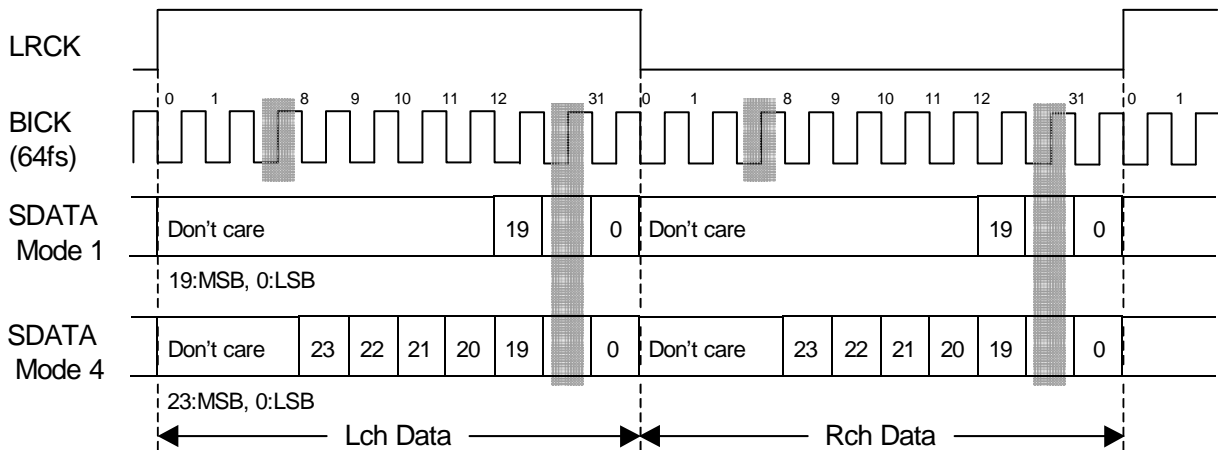 LRCK
0 1 8 9 10 11 12 31 0 1 8 9 10 11 12 31 0 1
BICK
(64fs)
SDATA
Mode 1
Don't care 19 0 Don't care 19 0
19:MSB, 0:LSB
SDATA
Mode 4
Don't care 23 22 21 20 19 0 Don't care 23 22 21 20 19 0
23:MSB, 0:LSB
Lch Data Rch Data